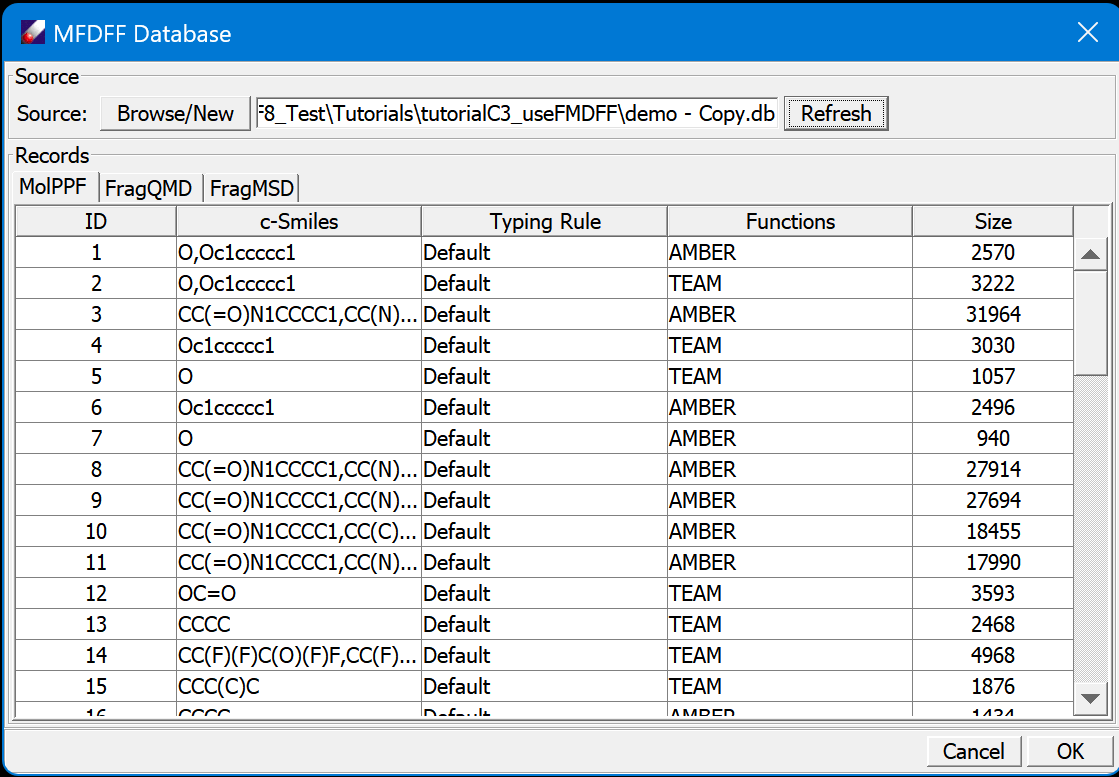 MFDFF Database
Source
Source: Browse/New F8_Test\Tutorials\tutorialC3_useFMDFF\demo - Copy.db Refresh
Records
MolPPF FragQMD FragMSD
ID c-Smiles Typing Rule Functions Size
1 O,Oc1ccccc1 Default AMBER 2570
2 O,Oc1ccccc1 Default TEAM 3222
3 CC(=O)N1CCCC1,CC(N)... Default AMBER 31964
4 Oc1ccccc1 Default TEAM 3030
5 O Default TEAM 1057
6 Oc1ccccc1 Default AMBER 2496
7 O Default AMBER 940
8 CC(=O)N1CCCC1,CC(N)... Default AMBER 27914
9 CC(=O)N1CCCC1,CC(N)... Default AMBER 27694
10 CC(=O)N1CCCC1,CC(C)... Default AMBER 18455
11 CC(=O)N1CCCC1,CC(N)... Default AMBER 17990
12 OC=O Default TEAM 3593
13 CCCC Default TEAM 2468
14 CC(F)(F)C(O)(F)F,CC(F)... Default TEAM 4968
15 CCC(C)C Default TEAM 1876
16 CCCC Default AMBER 1434
Cancel OK